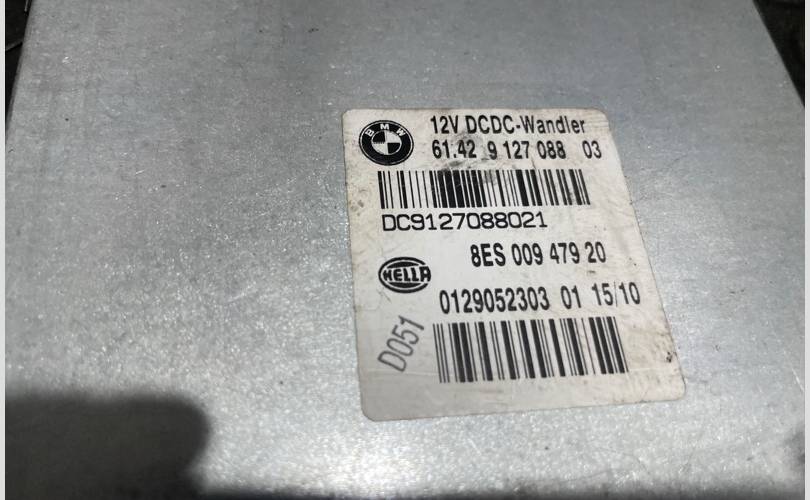 BMW
12V DCDC-Wandler
61.42 9 127 088 03
DC9127088021
8ES 009 479 20
HELLA
0129052303 01 15/10
D051